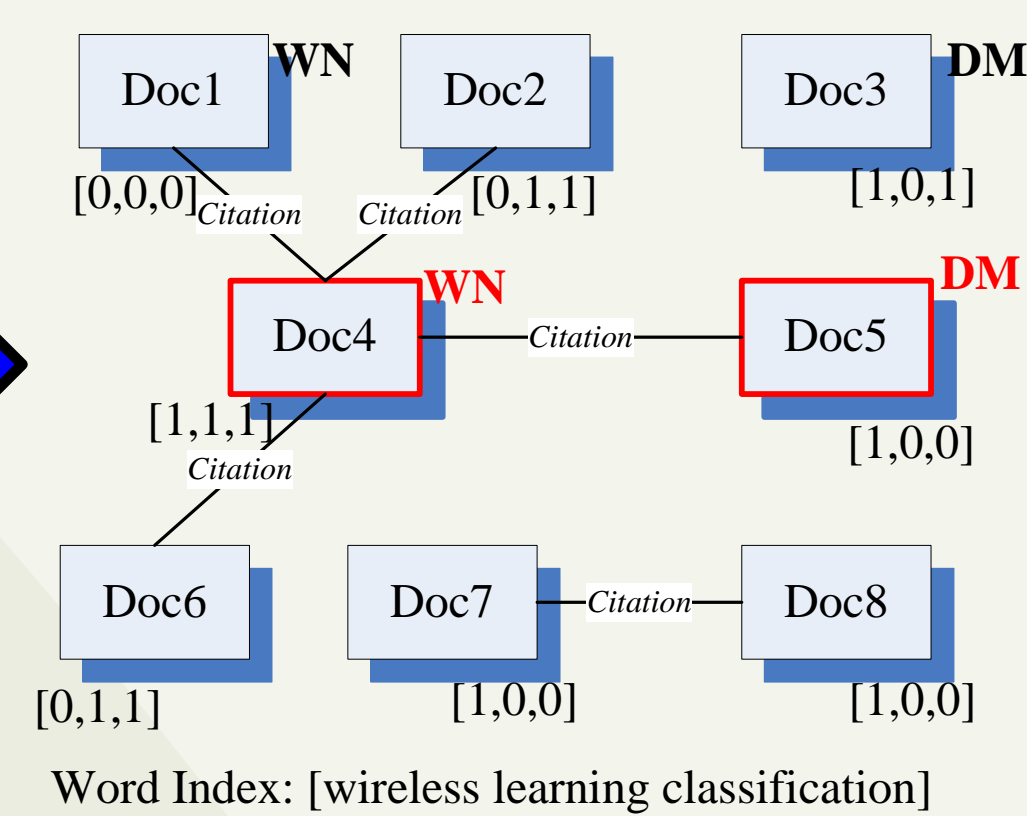 Doc1 WN Doc2 Doc3 DM
[0,0,0] Citation Citation [0,1,1] [1,0,1]
Doc4 WN Citation Doc5 DM
[1,1,1] [1,0,0]
Citation
Doc6 Doc7 Citation Doc8
[0,1,1] [1,0,0] [1,0,0]
Word Index: [wireless learning classification]